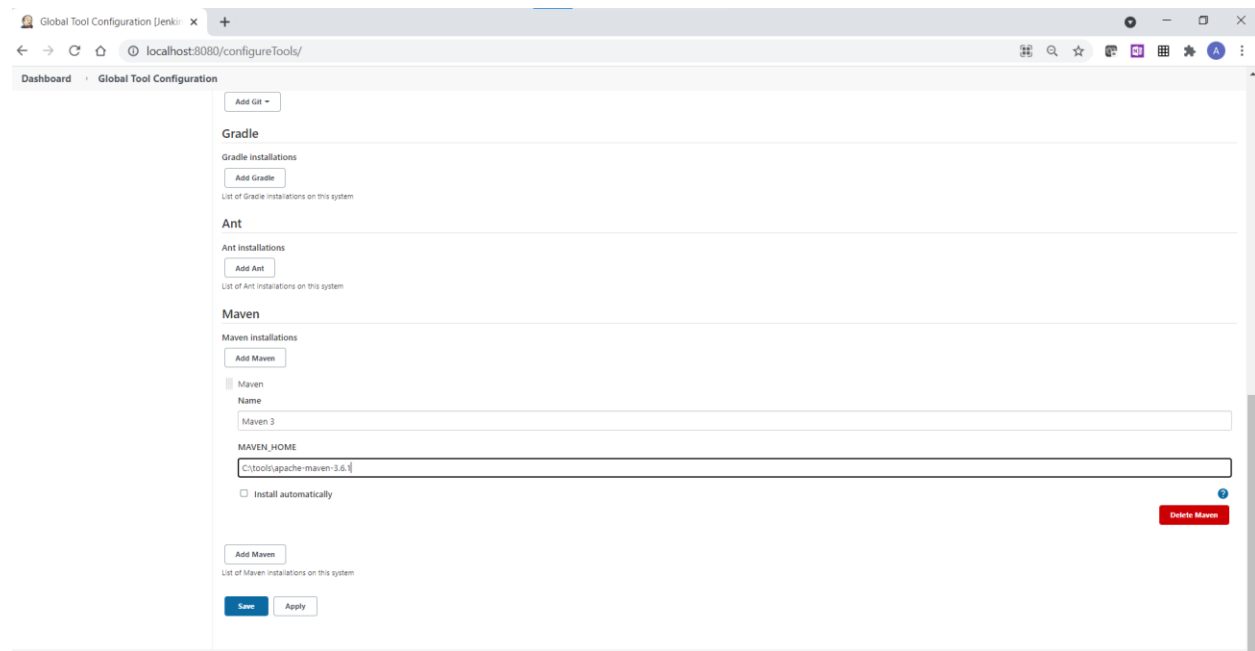 Global Tool Configuration [Jenkin
localhost:8080/configureTools/
A
Dashboard Global Tool Configuration
Add Git
Gradle
Gradle installations
Add Gradle
List of Gradle installations on this system
Ant
Ant installations
Add Ant
List of Ant installations on this system
Maven
Maven installations
Add Maven
Maven
Name
Maven 3
MAVEN_HOME
C:\tools\apache-maven-3.6.1
Install automatically
?
Delete Maven
Add Maven
List of Maven installations on this system
Save Apply